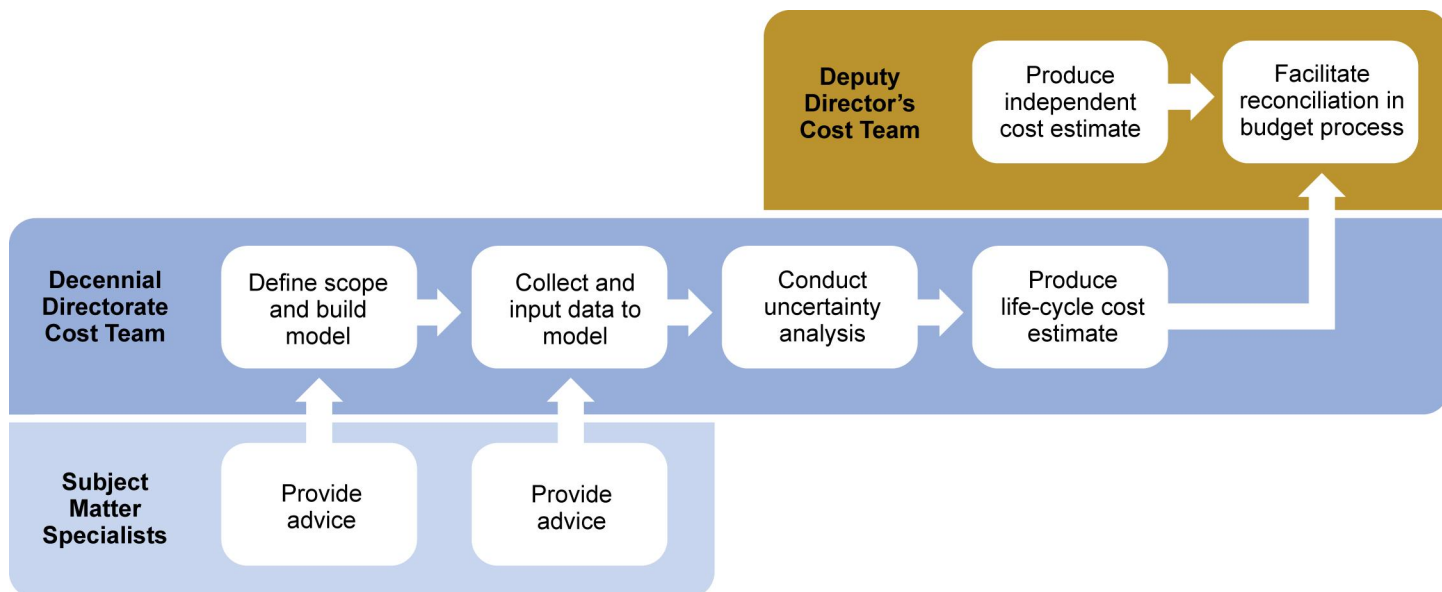 Deputy
Director’s
Cost Team
Produce
independent
cost estimate
Facilitate
reconciliation in
budget process
Decennial
Directorate
Cost Team
Define scope
and build
model
Collect and
input data to
model
Conduct
uncertainty
analysis
Produce
life-cycle cost
estimate
Subject
Matter
Specialists
Provide
advice
Provide
advice